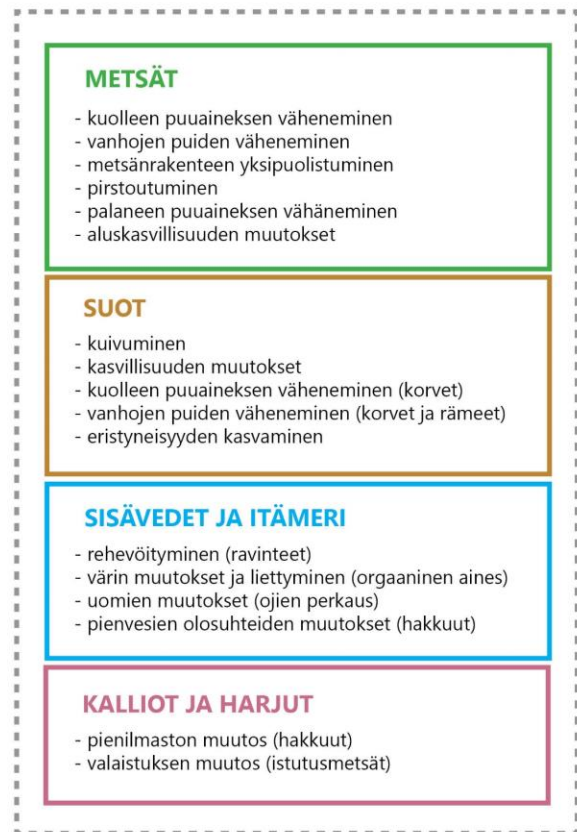 METSÄT
- kuolleen puuaineksen väheneminen
- vanhojen puiden väheneminen
- metsänrakenteen yksipuolistuminen
- pirstoutuminen
- palaneen puuaineksen vähäneminen
- aluskasvillisuuden muutokset
SUOT
- kuivuminen
- kasvillisuuden muutokset
- kuolleen puuaineksen väheneminen (korvet)
- vanhojen puiden väheneminen (korvet ja rämeet)
- eristyneisyyden kasvaminen
SISÄVEDET JA ITÄMERI
- rehevöityminen (ravinteet)
- värin muutokset ja liettyminen (orgaaninen aines)
- uomien muutokset (ojien perkaus)
- pienvesien olosuhteiden muutokset (hakkuut)
KALLIOT JA HARJUT
- pienilmaston muutos (hakkuut)
- valaistuksen muutos (istutusmetsät)